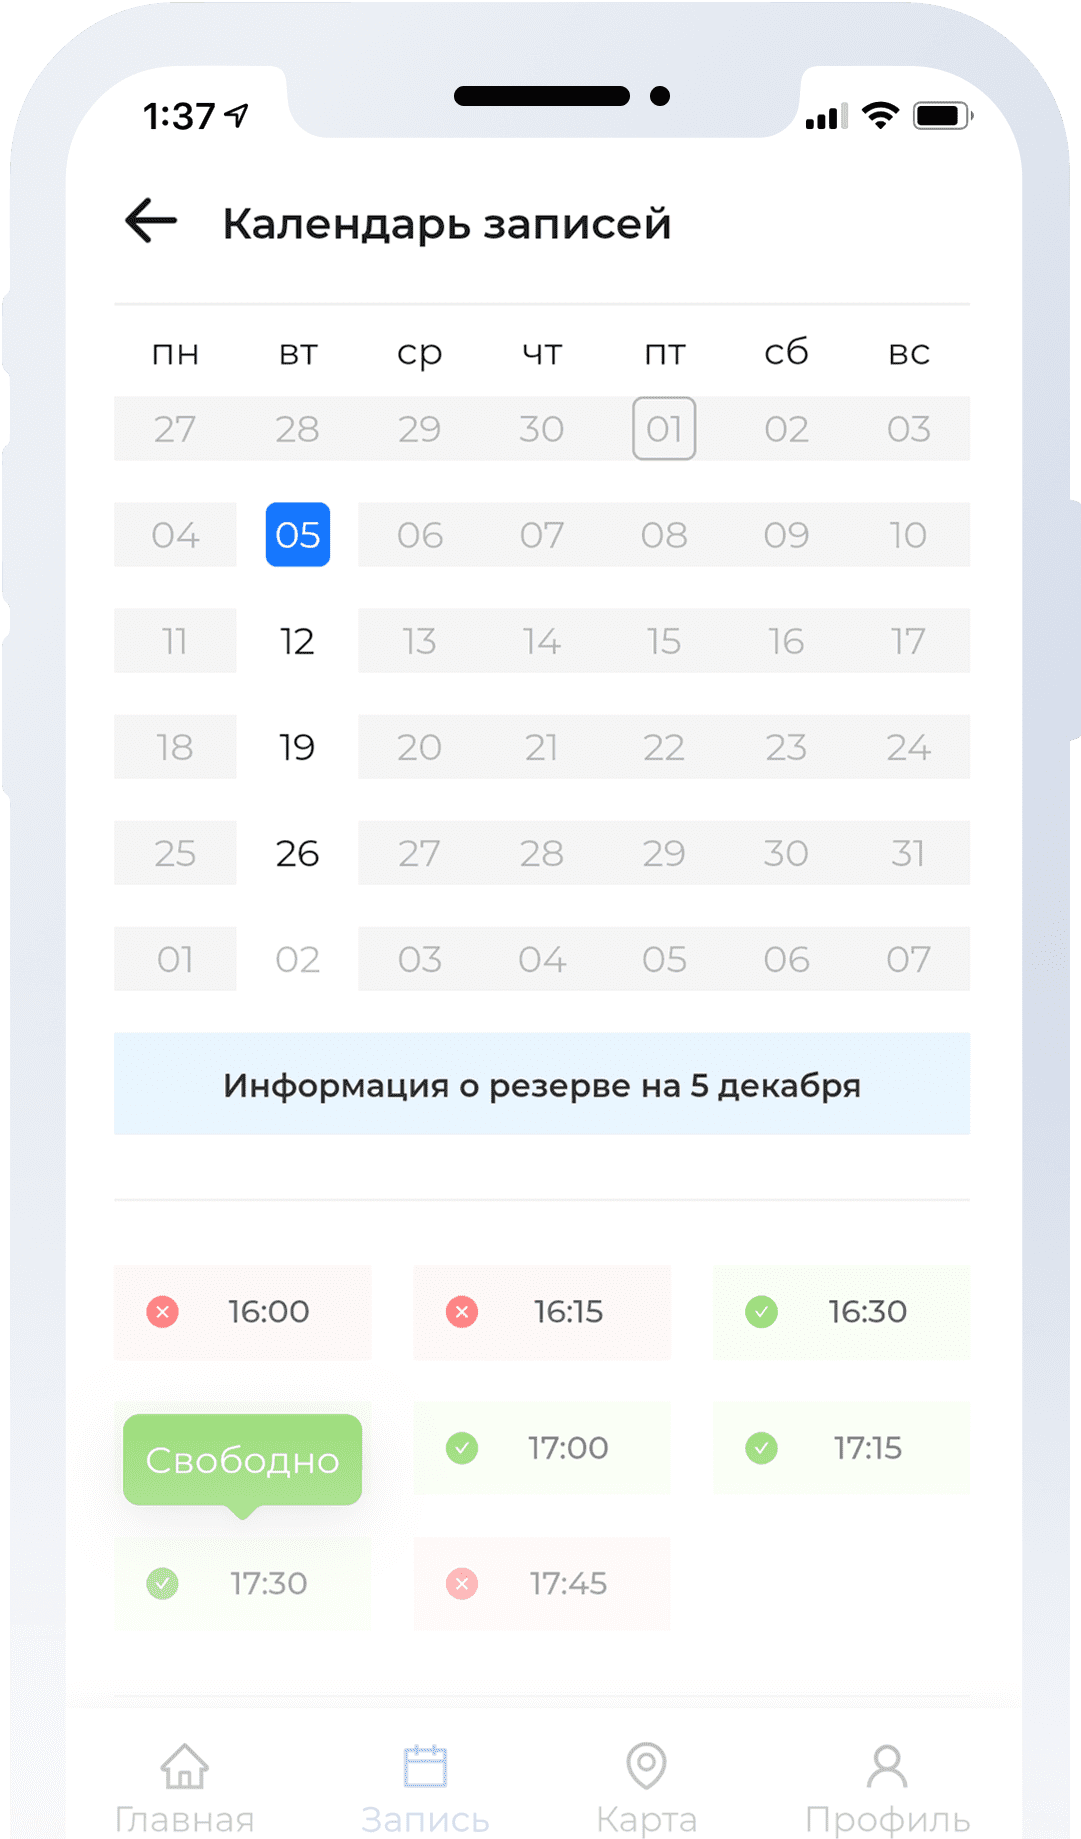 1:37
Календарь записей
пн вт ср чт пт сб вс
27 28 29 30 01 02 03
04 05 06 07 08 09 10
11 12 13 14 15 16 17
18 19 20 21 22 23 24
25 26 27 28 29 30 31
01 02 03 04 05 06 07
Информация о резерве на 5 декабря
16:00 16:15 16:30
Свободно 17:00 17:15
17:30 17:45
Главная Запись Карта Профиль